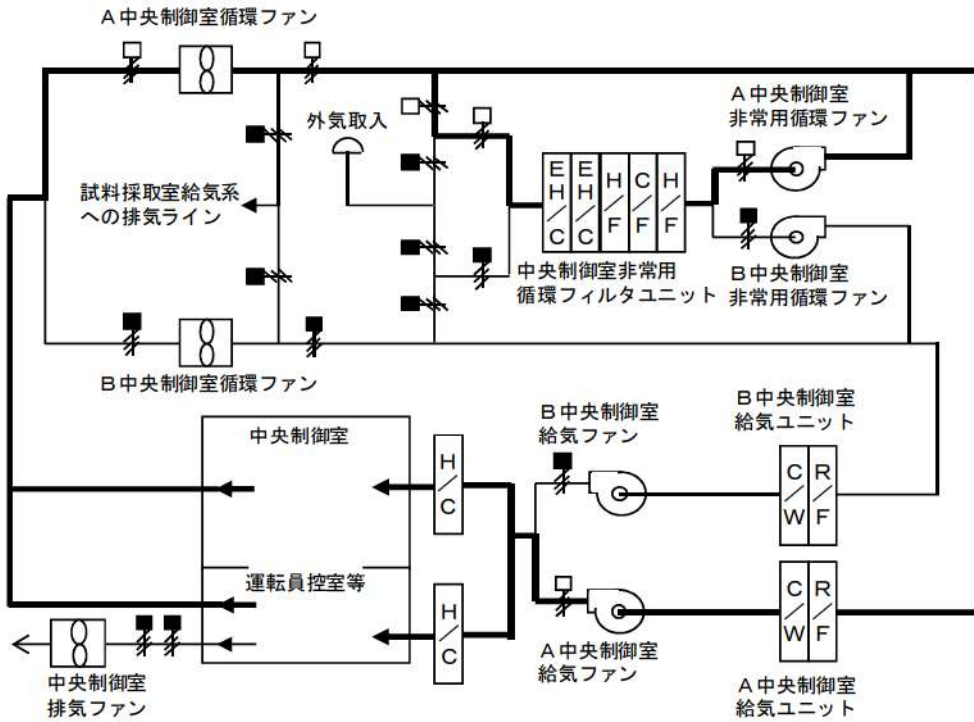 A中央制御室循環ファン
外気取入
A中央制御室
非常用循環ファン
試料採取室給気系
への排気ライン
EH/C
EH/C
H/F
C/F
H/F
中央制御室非常用
循環フィルタユニット
B中央制御室
非常用循環ファン
B中央制御室循環ファン
中央制御室
H/C
B中央制御室
給気ファン
B中央制御室
給気ユニット
C/W
R/F
運転員控室等
H/C
C/W
R/F
中央制御室
排気ファン
A中央制御室
給気ファン
A中央制御室
給気ユニット